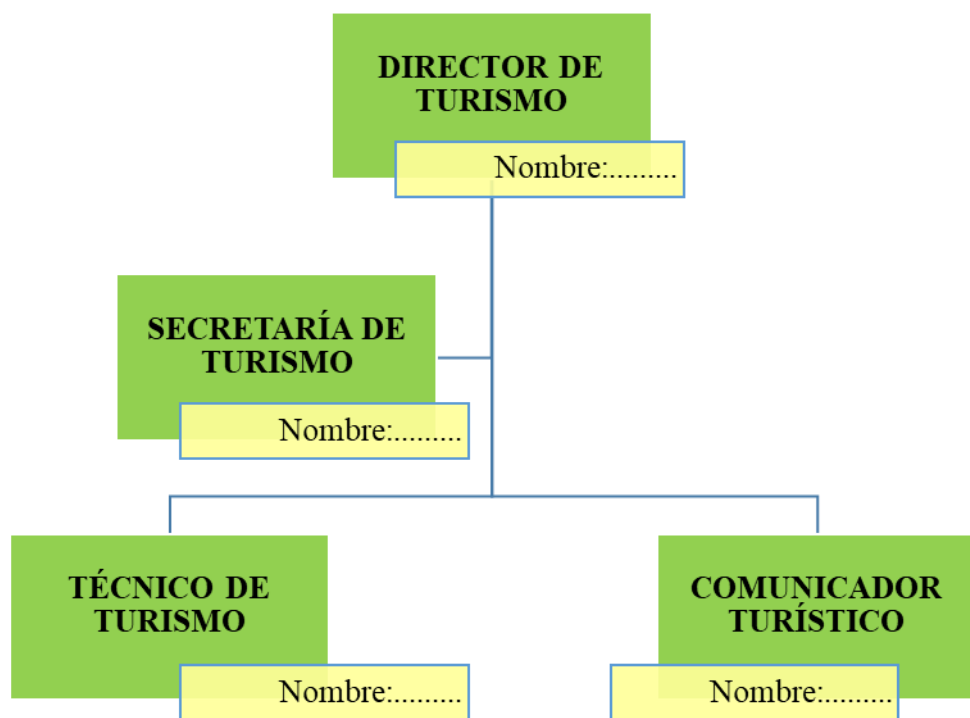 DIRECTOR DE
TURISMO
Nombre:.........
SECRETARÍA DE
TURISMO
Nombre:.........
TÉCNICO DE
TURISMO
Nombre:.........
COMUNICADOR
TURÍSTICO
Nombre:.........